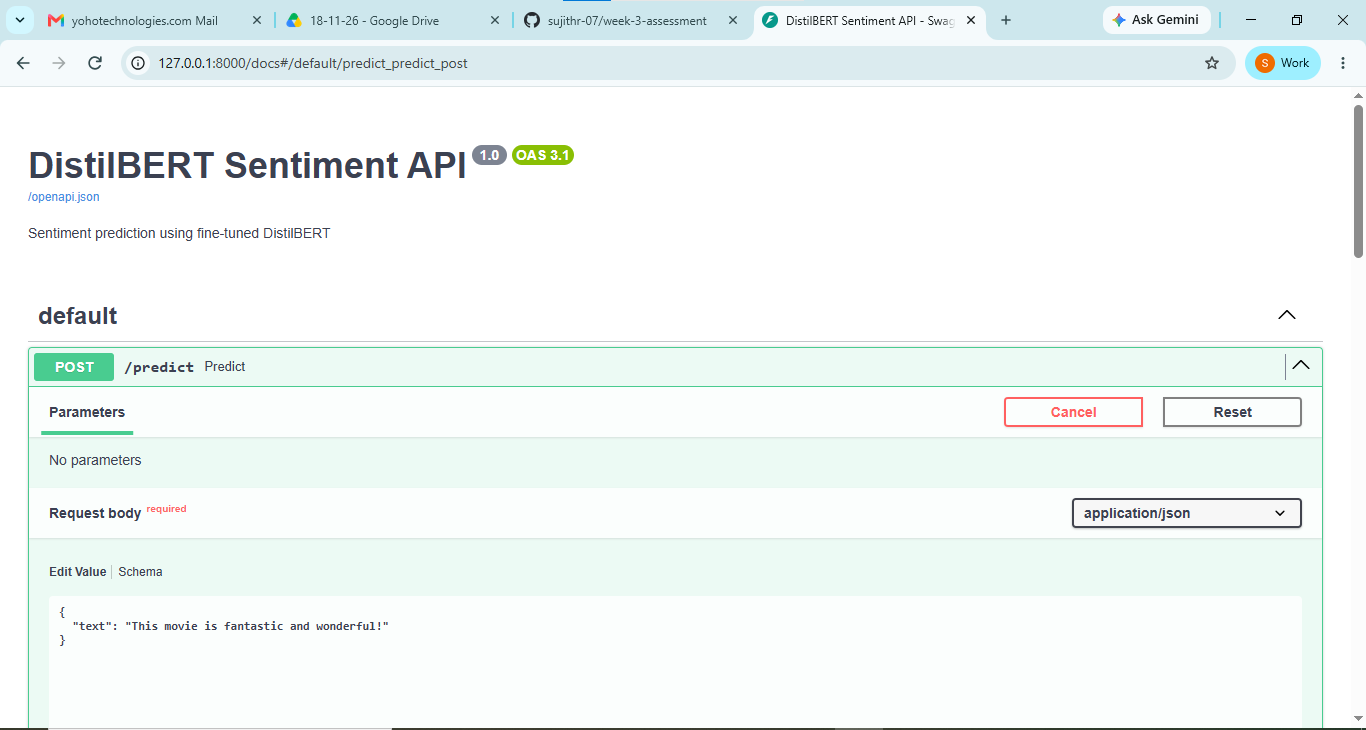 yohotechnologies.com Mail
18-11-26 - Google Drive
sujithr-07/week-3-assessment
DistilBERT Sentiment API - Swag
Ask Gemini
127.0.0.1:8000/docs#/default/predict_predict_post
S Work
DistilBERT Sentiment API 1.0 OAS 3.1
/openapi.json
Sentiment prediction using fine-tuned DistilBERT
default
POST /predict Predict
Parameters Cancel Reset
No parameters
Request body required application/json
Edit Value Schema
{
"text": "This movie is fantastic and wonderful!"
}